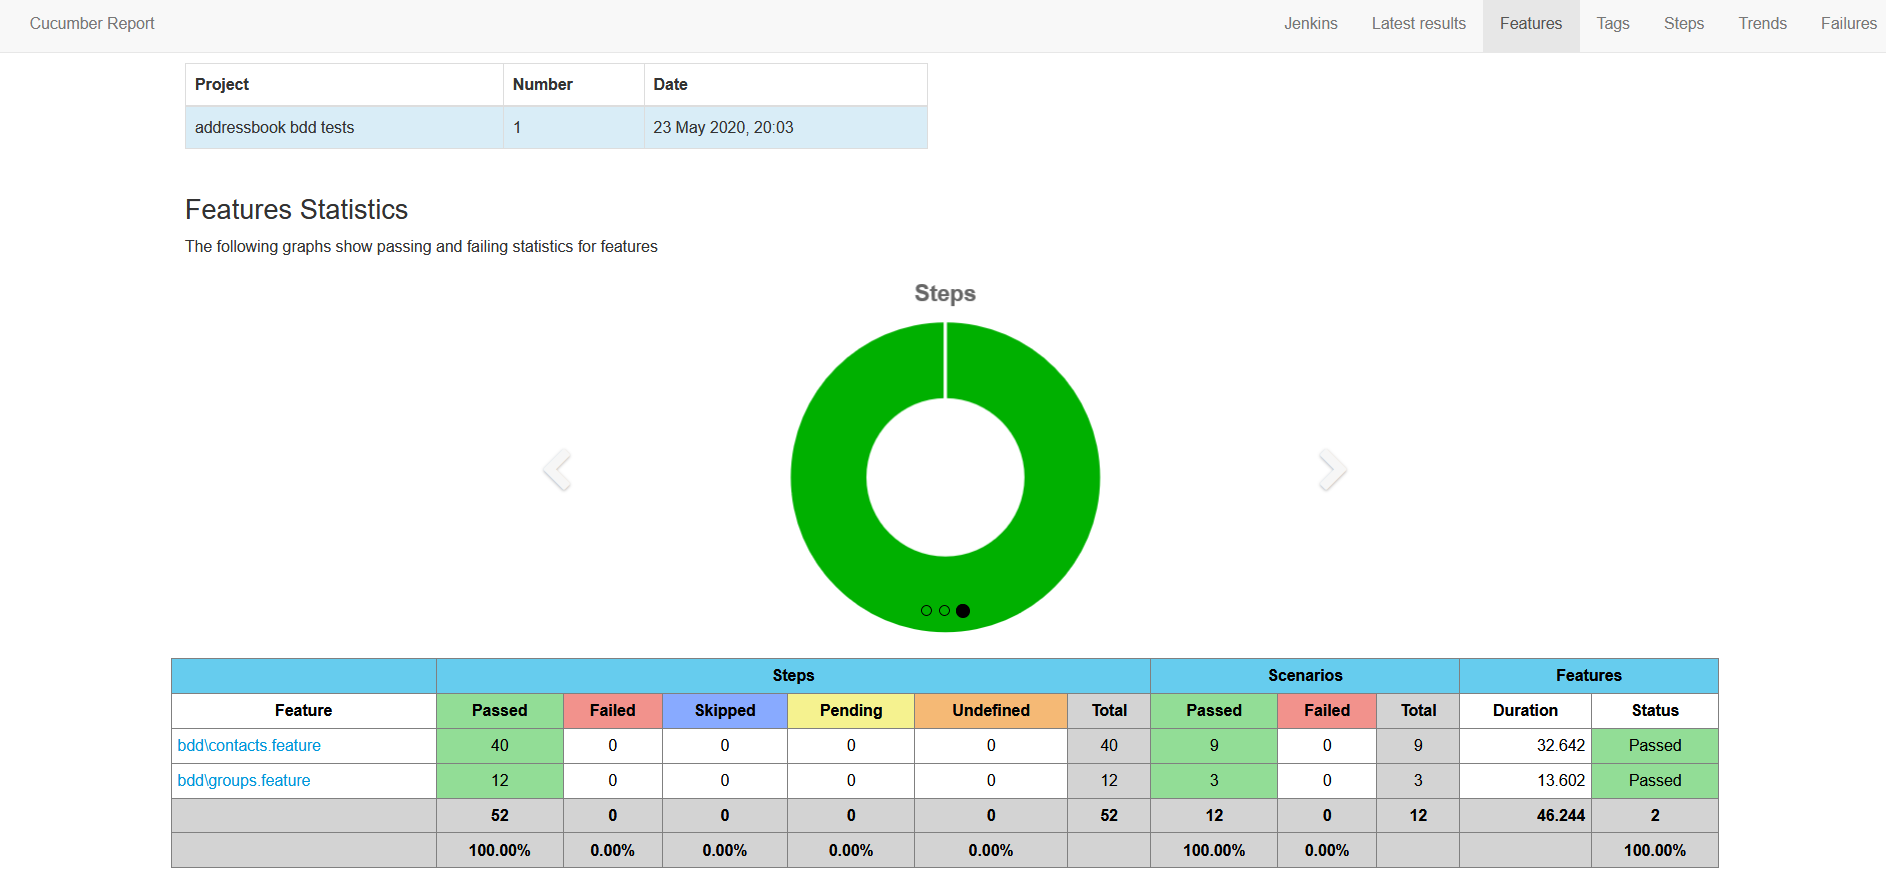 Cucumber Report Jenkins Latest results Features Tags Steps Trends Failures
Project Number Date
addressbook bdd tests 1 23 May 2020, 20:03
Features Statistics
The following graphs show passing and failing statistics for features
Steps
Steps Scenarios Features
Feature Passed Failed Skipped Pending Undefined Total Passed Failed Total Duration Status
bdd\contacts.feature 40 0 0 0 0 40 9 0 9 32.642 Passed
bdd\groups.feature 12 0 0 0 0 12 3 0 3 13.602 Passed
52 0 0 0 0 52 12 0 12 46.244 2
100.00% 0.00% 0.00% 0.00% 0.00% 100.00% 0.00% 100.00%